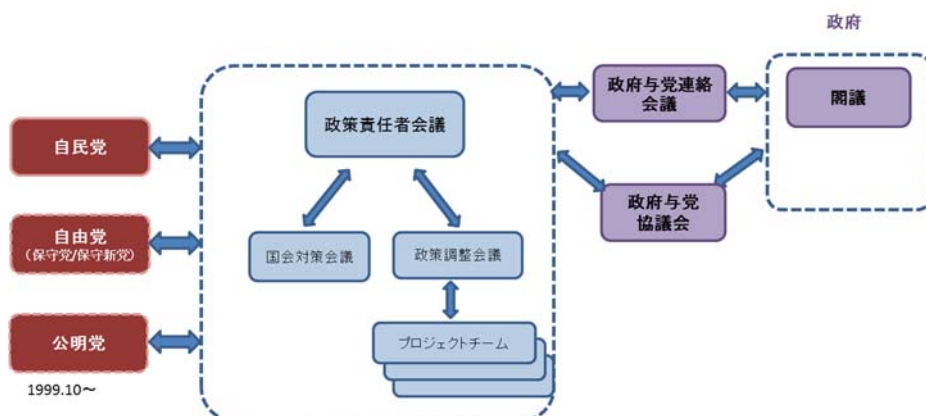 政府
閣議
政府与党連絡
会議
政府与党
協議会
政策責任者会議
国会対策会議
政策調整会議
プロジェクトチーム
自民党
自由党
(保守党/保守新党)
公明党
1999.10～